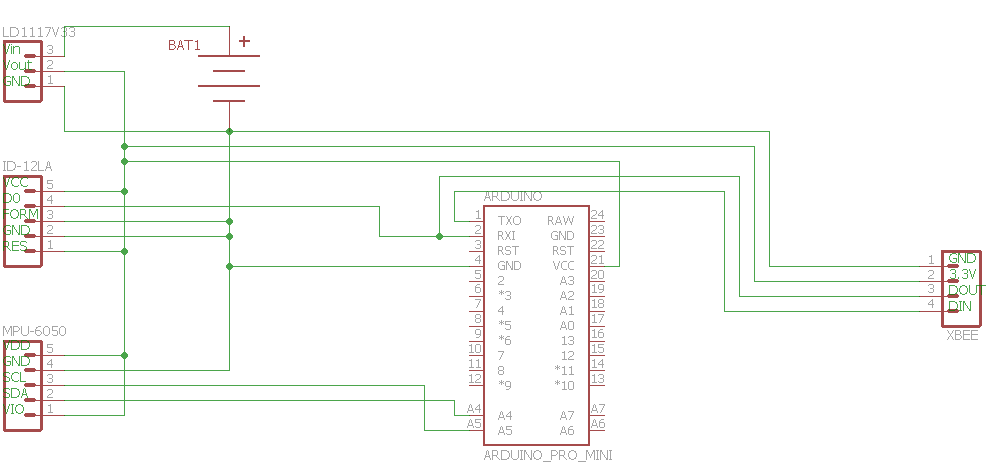 LD1117V33
Vin 3
Vout 2
GND 1
BAT1 +
ID-12LA
VCC 5
D0 4
FORM 3
GND 2
RES 1
MPU-6050
VDD 5
GND 4
SCL 3
SDA 2
VIO 1
ARDUINO
1 TXO RAW 24
2 RXI GND 23
3 RST RST 22
4 GND VCC 21
5 2 A3 20
6 *3 A2 19
7 4 A1 18
8 *5 A0 17
9 *6 13 16
10 7 12 15
11 8 *11 14
12 *9 *10 13
A4 A4 A7 A7
A5 A5 A6 A6
ARDUINO_PRO_MINI
1 GND
2 3.3V
3 DOUT
4 DIN
XBEE